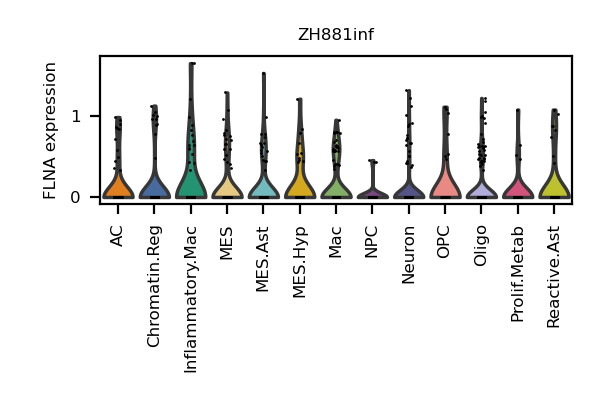 ZH881inf
FLNA expression
1
0
AC
Chromatin.Reg
Inflammatory.Mac
MES
MES.Ast
MES.Hyp
Mac
NPC
Neuron
OPC
Oligo
Prolif.Metab
Reactive.Ast